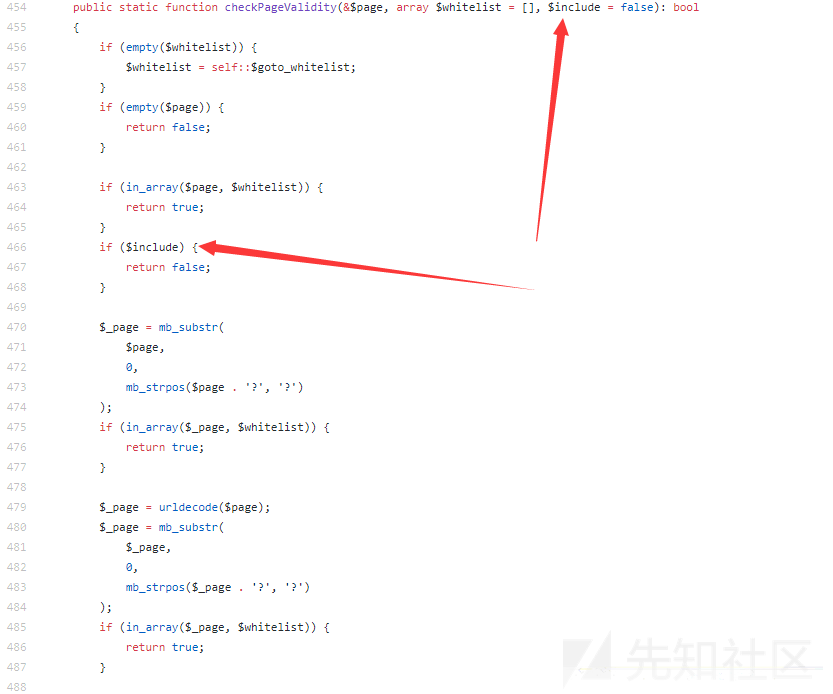 454 public static function checkPageValidity(&$page, array $whitelist = [], $include = false): bool
455 {
456 if (empty($whitelist)) {
457 $whitelist = self::$goto_whitelist;
458 }
459 if (empty($page)) {
460 return false;
461 }
462
463 if (in_array($page, $whitelist)) {
464 return true;
465 }
466 if ($include) {
467 return false;
468 }
469
470 $_page = mb_substr(
471 $page,
472 0,
473 mb_strpos($page . '?', '?')
474 );
475 if (in_array($_page, $whitelist)) {
476 return true;
477 }
478
479 $_page = urldecode($page);
480 $_page = mb_substr(
481 $_page,
482 0,
483 mb_strpos($_page . '?', '?')
484 );
485 if (in_array($_page, $whitelist)) {
486 return true;
487 }
488
先知社区